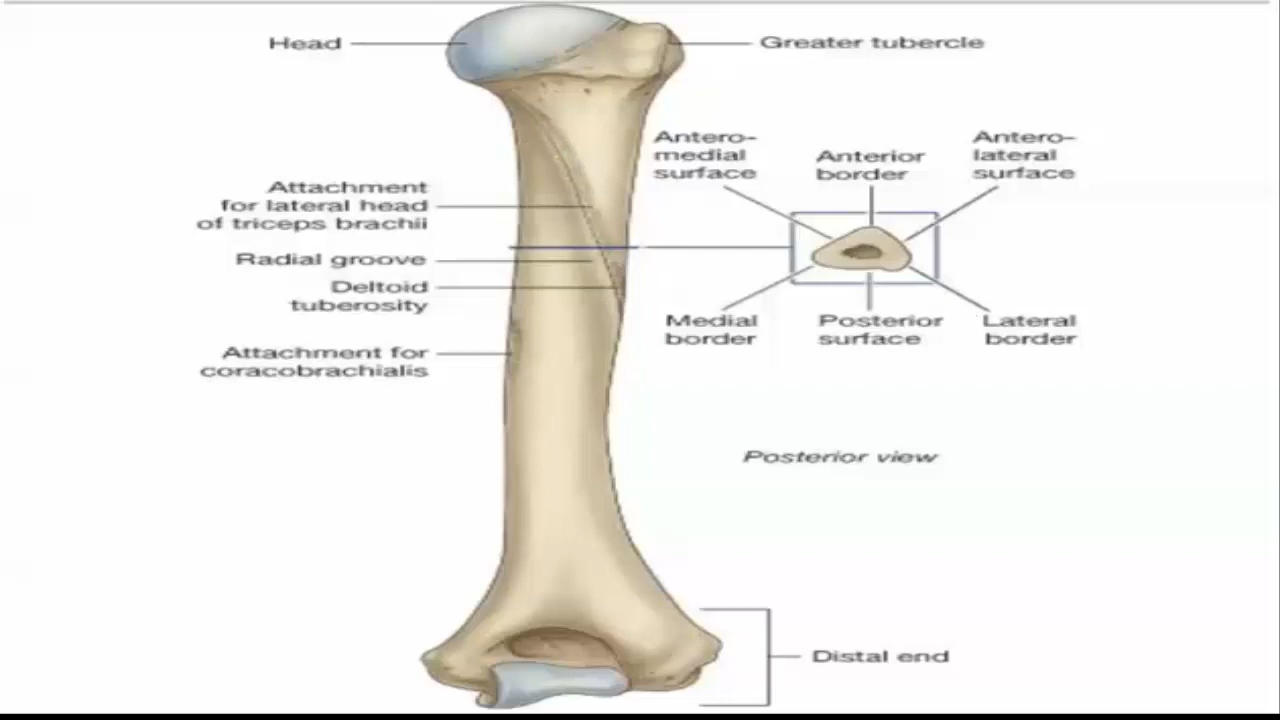 Head
Greater tubercle
Antero-
medial
surface
Anterior
border
Antero-
lateral
surface
Attachment
for lateral head
of triceps brachii
Radial groove
Deltoid
tuberosity
Medial
border
Posterior
surface
Lateral
border
Attachment for
coracobrachialis
Posterior view
Distal end